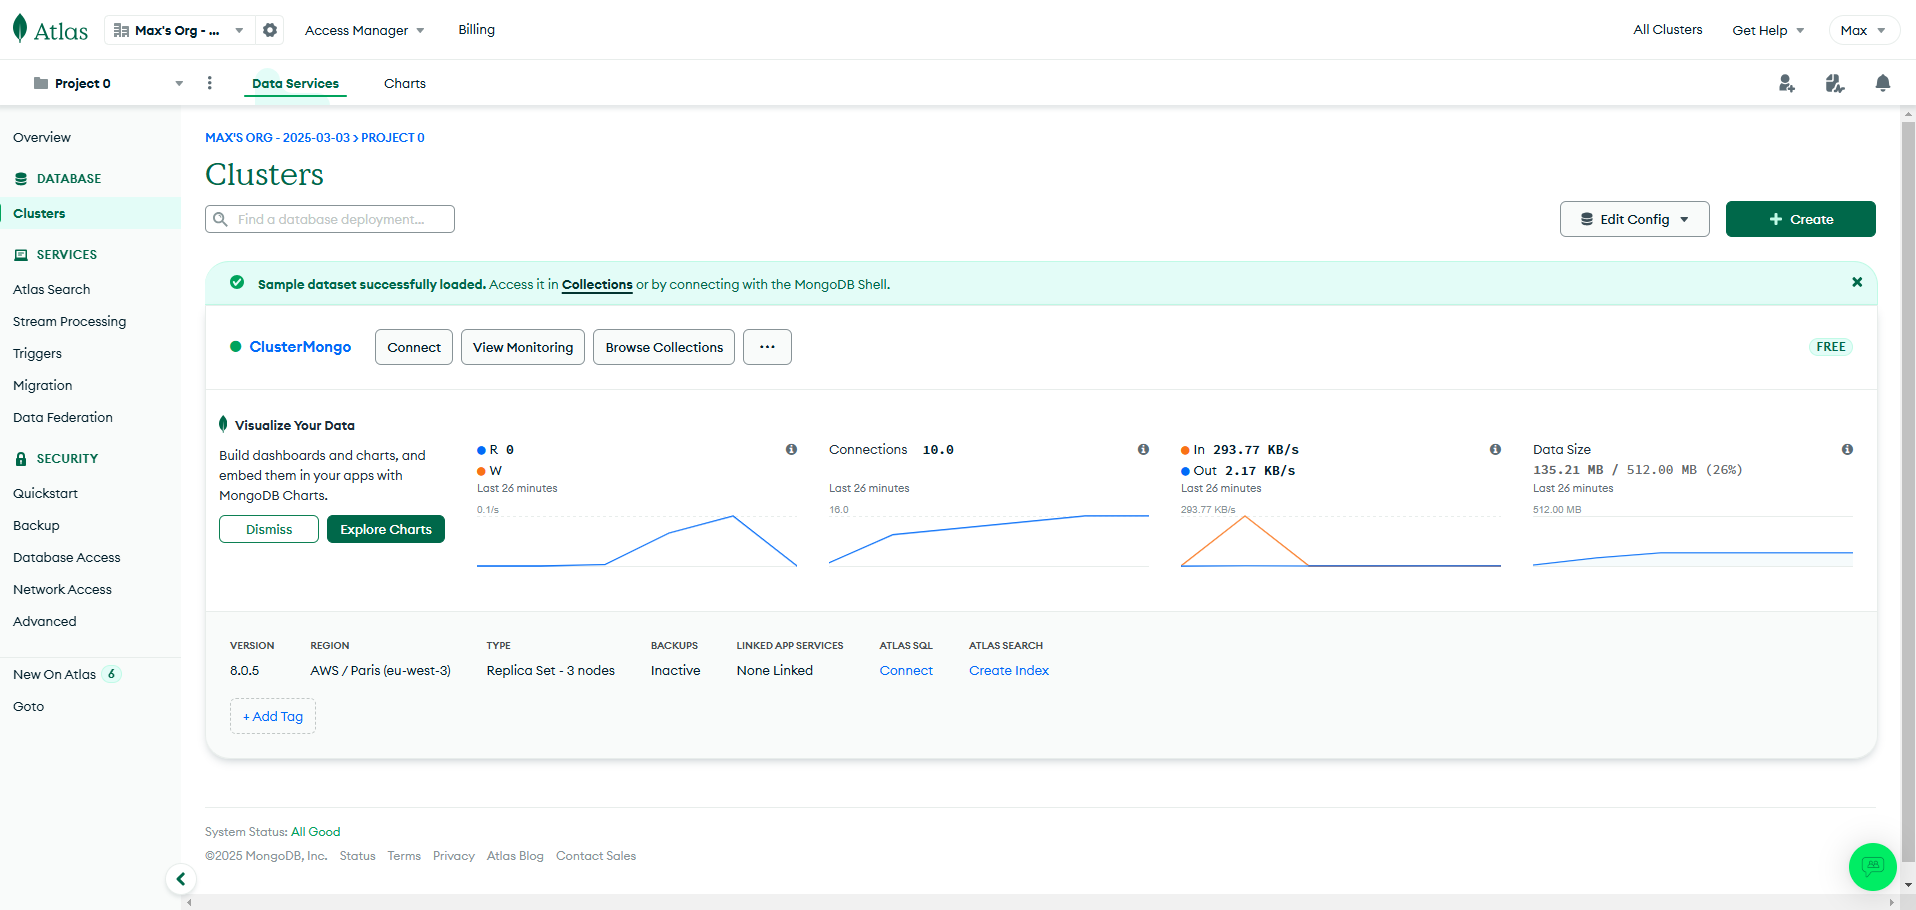 Atlas
Max's Org - ...
Access Manager
Billing
All Clusters
Get Help
Max
Project 0
Data Services
Charts
Overview
DATABASE
Clusters
SERVICES
Atlas Search
Stream Processing
Triggers
Migration
Data Federation
SECURITY
Quickstart
Backup
Database Access
Network Access
Advanced
New On Atlas 6
Goto
MAX'S ORG - 2025-03-03 > PROJECT 0
Clusters
Find a database deployment...
Edit Config
+ Create
Sample dataset successfully loaded. Access it in Collections or by connecting with the MongoDB Shell.
ClusterMongo
Connect
View Monitoring
Browse Collections
...
FREE
Visualize Your Data
Build dashboards and charts, and
embed them in your apps with
MongoDB Charts.
Dismiss
Explore Charts
R 0
W
Last 26 minutes
0.1/s
Connections 10.0
Last 26 minutes
16.0
In 293.77 KB/s
Out 2.17 KB/s
Last 26 minutes
293.77 KB/s
Data Size
135.21 MB / 512.00 MB (26%)
Last 26 minutes
512.00 MB
VERSION
8.0.5
REGION
AWS / Paris (eu-west-3)
TYPE
Replica Set - 3 nodes
BACKUPS
Inactive
LINKED APP SERVICES
None Linked
ATLAS SQL
Connect
ATLAS SEARCH
Create Index
+ Add Tag
System Status: All Good
©2025 MongoDB, Inc. Status Terms Privacy Atlas Blog Contact Sales